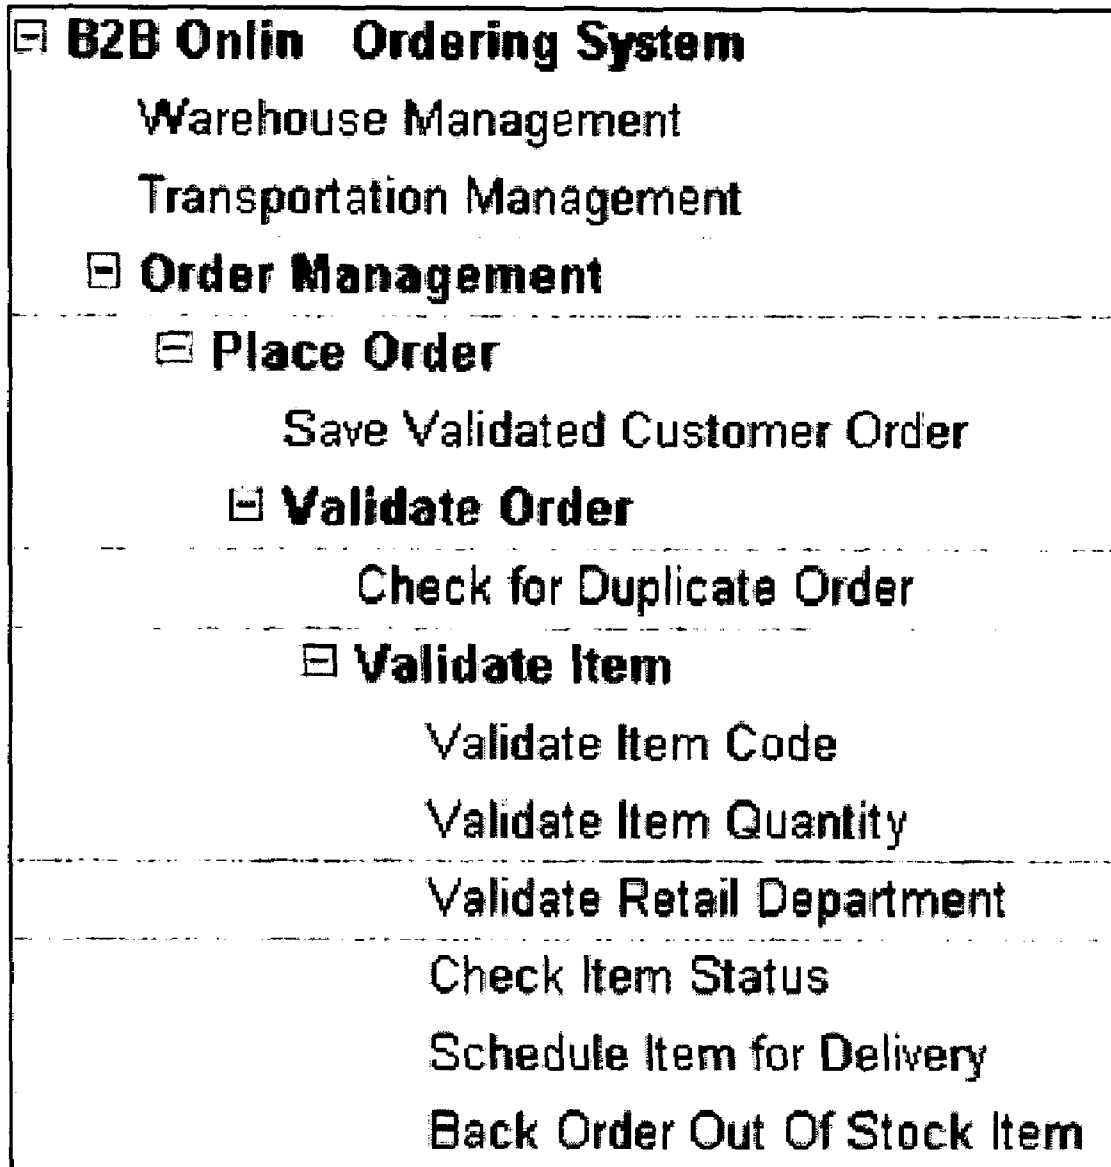 B2B Onlin Ordering System
Warehouse Management
Transportation Management
Order Management
Place Order
Save Validated Customer Order
Validate Order
Check for Duplicate Order
Validate Item
Validate Item Code
Validate Item Quantity
Validate Retail Department
Check Item Status
Schedule Item for Delivery
Back Order Out Of Stock Item